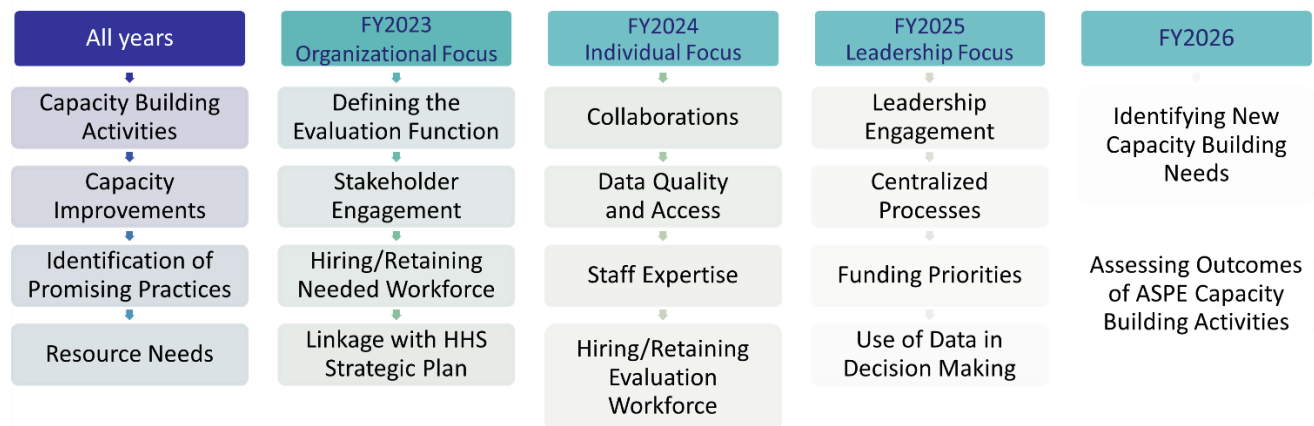 All years
Capacity Building
Activities
Capacity
Improvements
Identification of
Promising Practices
Resource Needs
FY2023
Organizational Focus
Defining the
Evaluation Function
Stakeholder
Engagement
Hiring/Retaining
Needed Workforce
Linkage with HHS
Strategic Plan
FY2024
Individual Focus
Collaborations
Data Quality
and Access
Staff Expertise
Hiring/Retaining
Evaluation
Workforce
FY2025
Leadership Focus
Leadership
Engagement
Centralized
Processes
Funding Priorities
Use of Data in
Decision Making
FY2026
Identifying New
Capacity Building
Needs
Assessing Outcomes
of ASPE Capacity
Building Activities